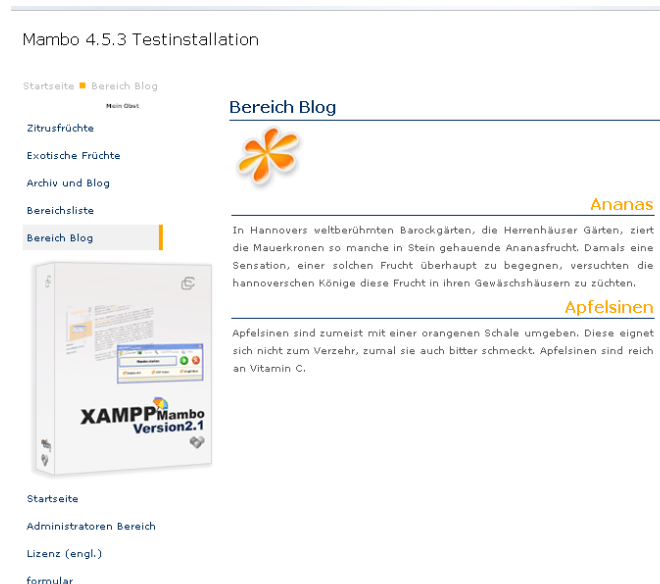 Mambo 4.5.3 Testinstallation
Startseite Bereich Blog
Mein Obst
Zitrusfrüchte
Exotische Früchte
Archiv und Blog
Bereichsliste
Bereich Blog
XAMPP Mambo
Version2.1
Startseite
Administratoren Bereich
Lizenz (engl.)
formular
Bereich Blog
Ananas
In Hannovers weltberühmten Barockgärten, die Herrenhäuser Gärten, ziert
die Mauerkronen so manche in Stein gehauende Ananasfrucht. Damals eine
Sensation, einer solchen Frucht überhaupt zu begegnen, versuchten die
hannoverschen Könige diese Frucht in ihren Gewäschshäusern zu züchten.
Apfelsinen
Apfelsinen sind zumeist mit einer orangenen Schale umgeben. Diese eignet
sich nicht zum Verzehr, zumal sie auch bitter schmeckt. Apfelsinen sind reich
an Vitamin C.